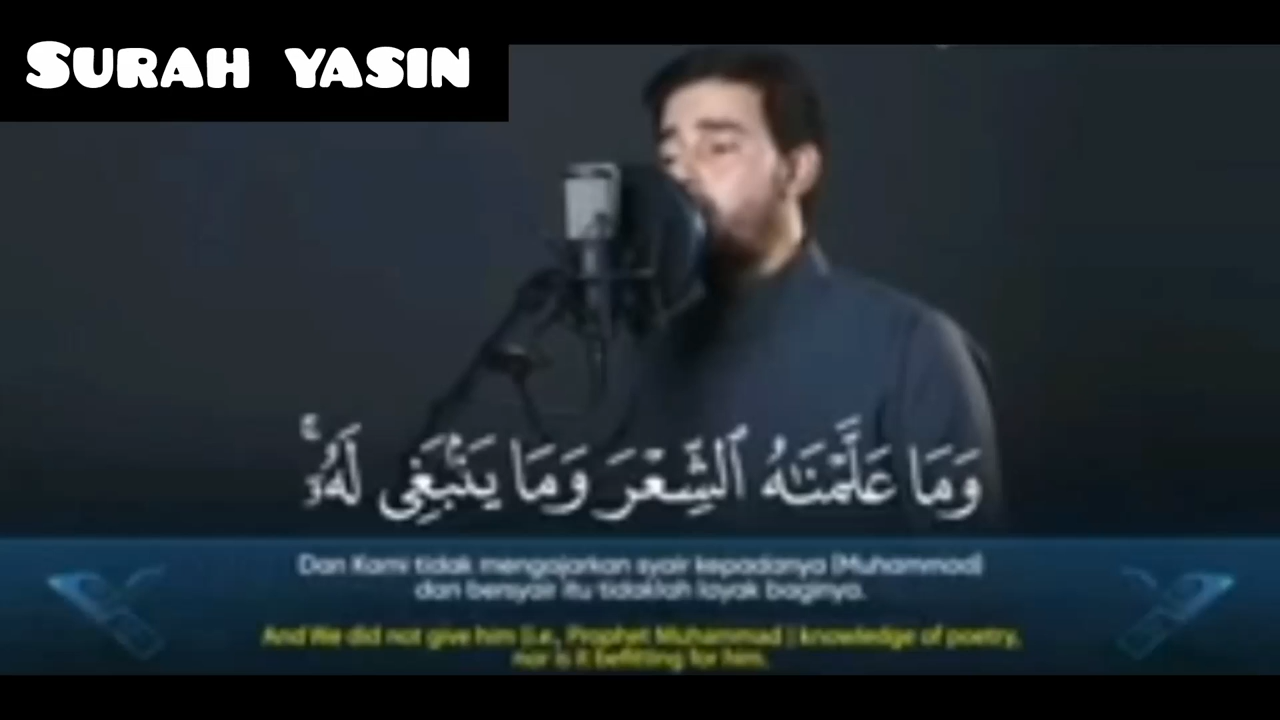 SURAH YASIN
وَمَا عَلَّمْنَٰهُ ٱلشِّعْرَ وَمَا يَنۢبَغِى لَهُۥٓ ۚ
Dan Kami tidak mengajarkan syair kepadanya (Muhammad)
dan bersyair itu tidaklah layak baginya.
And We did not give him (i.e., Prophet Muhammad ) knowledge of poetry,
nor is it befitting for him.